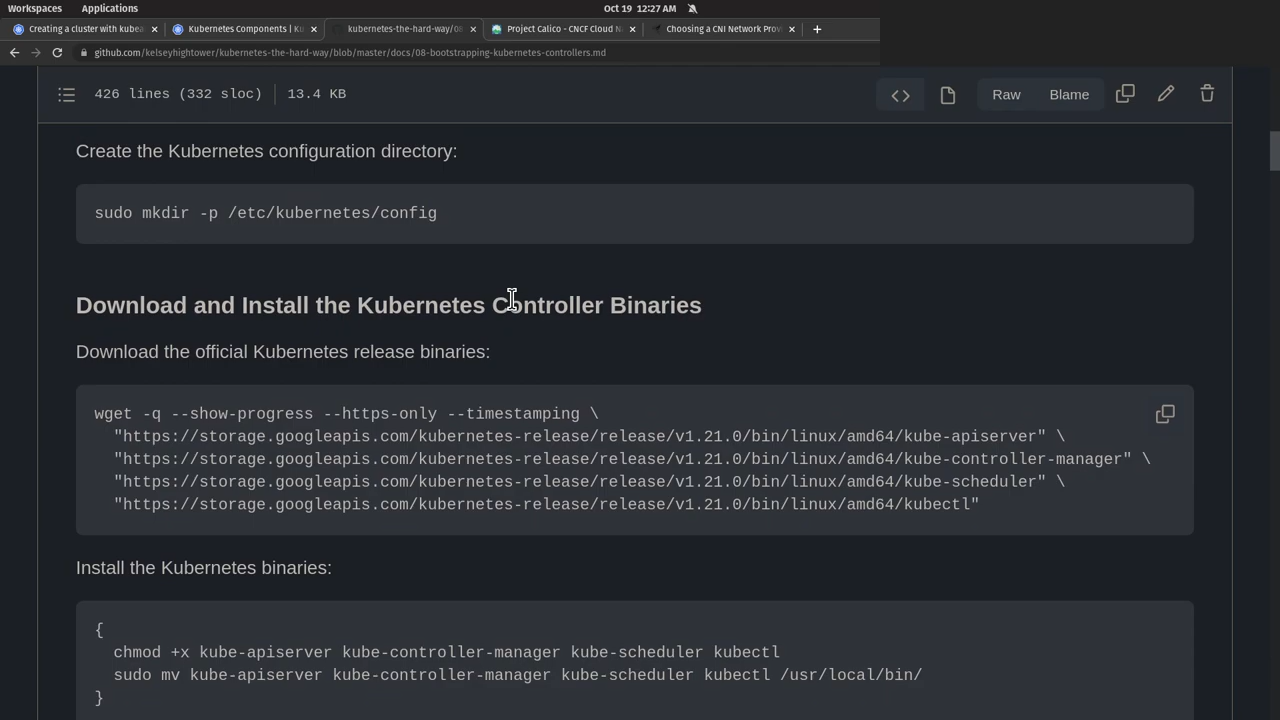 Workspaces Applications Oct 19 12:27 AM
Creating a cluster with kubea × Kubernetes Components | Ku × kubernetes-the-hard-way/08 × Project Calico - CNCF Cloud N × Choosing a CNI Network Provi × +
github.com/kelseyhightower/kubernetes-the-hard-way/blob/master/docs/08-bootstrapping-kubernetes-controllers.md
426 lines (332 sloc) 13.4 KB <> Raw Blame
Create the Kubernetes configuration directory:
sudo mkdir -p /etc/kubernetes/config
Download and Install the Kubernetes Controller Binaries
Download the official Kubernetes release binaries:
wget -q --show-progress --https-only --timestamping \
"https://storage.googleapis.com/kubernetes-release/release/v1.21.0/bin/linux/amd64/kube-apiserver" \
"https://storage.googleapis.com/kubernetes-release/release/v1.21.0/bin/linux/amd64/kube-controller-manager" \
"https://storage.googleapis.com/kubernetes-release/release/v1.21.0/bin/linux/amd64/kube-scheduler" \
"https://storage.googleapis.com/kubernetes-release/release/v1.21.0/bin/linux/amd64/kubectl"
Install the Kubernetes binaries:
{
chmod +x kube-apiserver kube-controller-manager kube-scheduler kubectl
sudo mv kube-apiserver kube-controller-manager kube-scheduler kubectl /usr/local/bin/
}